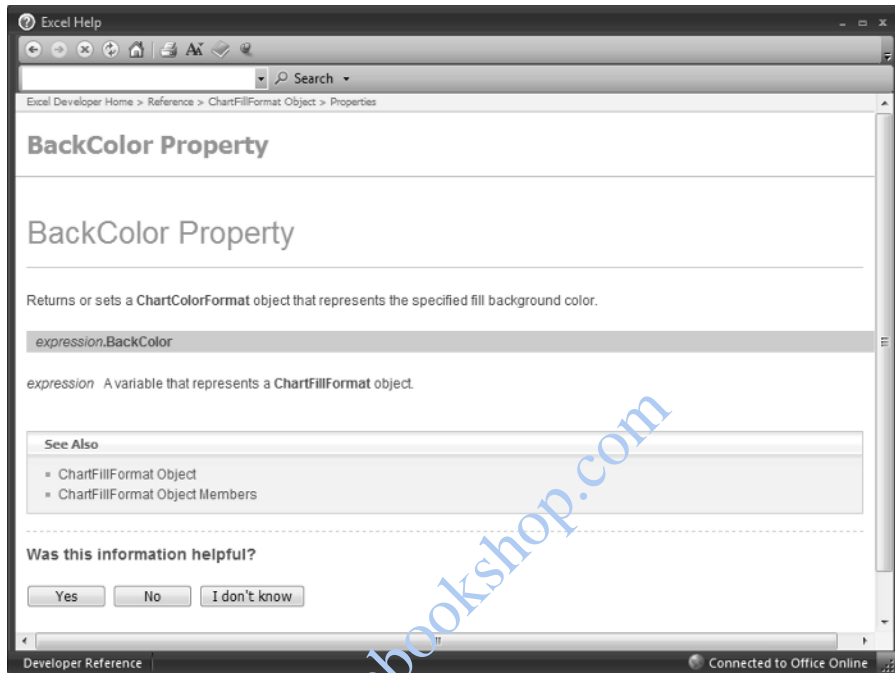 Excel Help
Search
Excel Developer Home > Reference > ChartFillFormat Object > Properties
BackColor Property
BackColor Property
Returns or sets a ChartColorFormat object that represents the specified fill background color.
expression.BackColor
expression A variable that represents a ChartFillFormat object.
See Also
ChartFillFormat Object
ChartFillFormat Object Members
Was this information helpful?
Yes No I don't know
Developer Reference Connected to Office Online